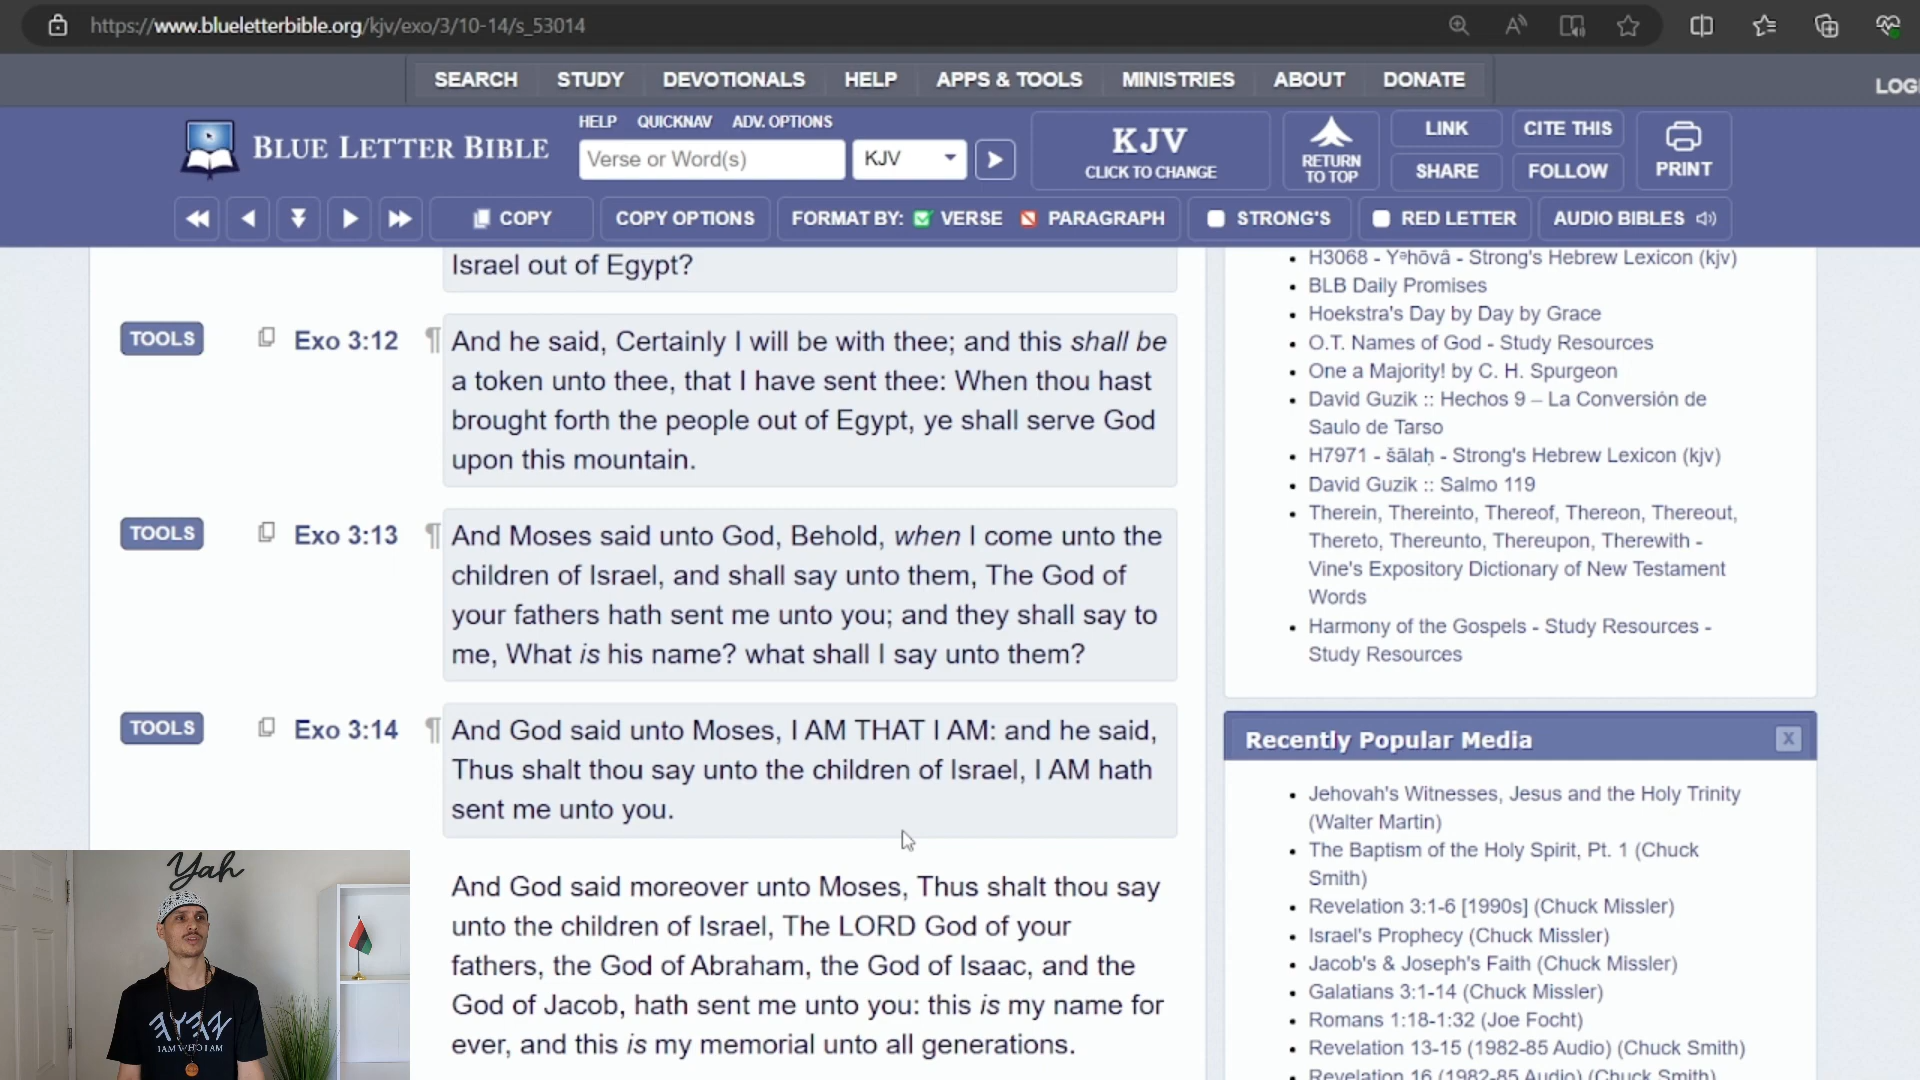 https://www.blueletterbible.org/kjv/exo/3/10-14/s_53014
SEARCH STUDY DEVOTIONALS HELP APPS & TOOLS MINISTRIES ABOUT DONATE LOGI
BLUE LETTER BIBLE
HELP QUICKNAV ADV. OPTIONS
Verse or Word(s) KJV
KJV
CLICK TO CHANGE
RETURN
TO TOP
LINK CITE THIS
SHARE FOLLOW
PRINT
COPY COPY OPTIONS FORMAT BY: VERSE PARAGRAPH STRONG'S RED LETTER AUDIO BIBLES
Israel out of Egypt?
TOOLS Exo 3:12 ¶ And he said, Certainly I will be with thee; and this shall be
a token unto thee, that I have sent thee: When thou hast
brought forth the people out of Egypt, ye shall serve God
upon this mountain.
TOOLS Exo 3:13 ¶ And Moses said unto God, Behold, when I come unto the
children of Israel, and shall say unto them, The God of
your fathers hath sent me unto you; and they shall say to
me, What is his name? what shall I say unto them?
TOOLS Exo 3:14 ¶ And God said unto Moses, I AM THAT I AM: and he said,
Thus shalt thou say unto the children of Israel, I AM hath
sent me unto you.
And God said moreover unto Moses, Thus shalt thou say
unto the children of Israel, The LORD God of your
fathers, the God of Abraham, the God of Isaac, and the
God of Jacob, hath sent me unto you: this is my name for
ever, and this is my memorial unto all generations.
H3068 - Yᵊhōvâ - Strong's Hebrew Lexicon (kjv)
BLB Daily Promises
Hoekstra's Day by Day by Grace
O.T. Names of God - Study Resources
One a Majority! by C. H. Spurgeon
David Guzik :: Hechos 9 – La Conversión de
Saulo de Tarso
H7971 - šālaḥ - Strong's Hebrew Lexicon (kjv)
David Guzik :: Salmo 119
Therein, Thereinto, Thereof, Thereon, Thereout,
Thereto, Thereunto, Thereupon, Therewith -
Vine's Expository Dictionary of New Testament
Words
Harmony of the Gospels - Study Resources -
Study Resources
Recently Popular Media X
Jehovah's Witnesses, Jesus and the Holy Trinity
(Walter Martin)
The Baptism of the Holy Spirit, Pt. 1 (Chuck
Smith)
Revelation 3:1-6 [1990s] (Chuck Missler)
Israel's Prophecy (Chuck Missler)
Jacob's & Joseph's Faith (Chuck Missler)
Galatians 3:1-14 (Chuck Missler)
Romans 1:18-1:32 (Joe Focht)
Revelation 13-15 (1982-85 Audio) (Chuck Smith)
Revelation 16 (1982-85 Audio) (Chuck Smith)
Yah
𐤄𐤅𐤄𐤉
I AM WHO I AM